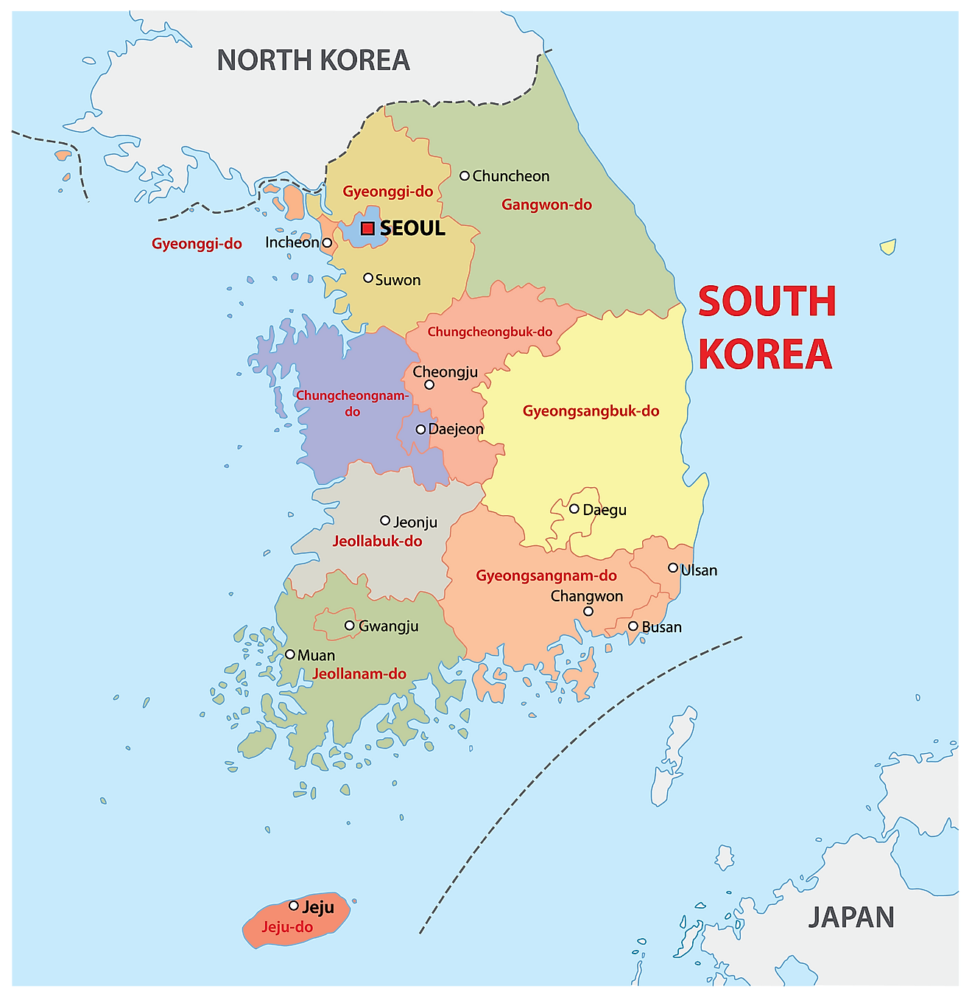 NORTH KOREA
Chuncheon
Gyeonggi-do
Gangwon-do
SEOUL
Gyeonggi-do
Incheon
Suwon
SOUTH
KOREA
Chungcheongbuk-do
Cheongju
Chungcheongnam-
do
Gyeongsangbuk-do
Daejeon
Daegu
Jeonju
Jeollabuk-do
Ulsan
Gyeongsangnam-do
Changwon
Gwangju
Busan
Muan
Jeollanam-do
Jeju
Jeju-do
JAPAN